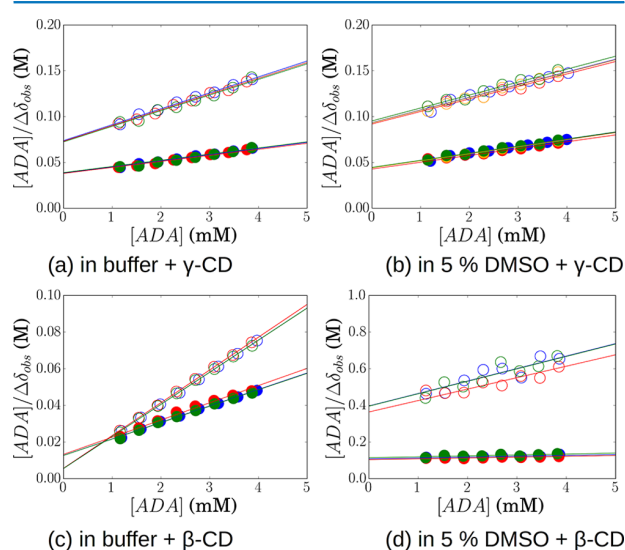 [ADA]/Δδobs (M)
0.20
0.15
0.10
0.05
0.00
0 1 2 3 4 5
[ADA] (mM)
(a) in buffer + γ-CD
[ADA]/Δδobs (M)
0.20
0.15
0.10
0.05
0.00
0 1 2 3 4 5
[ADA] (mM)
(b) in 5 % DMSO + γ-CD
[ADA]/Δδobs (M)
0.10
0.08
0.06
0.04
0.02
0.00
0 1 2 3 4 5
[ADA] (mM)
(c) in buffer + β-CD
[ADA]/Δδobs (M)
1.0
0.8
0.6
0.4
0.2
0.0
0 1 2 3 4 5
[ADA] (mM)
(d) in 5 % DMSO + β-CD